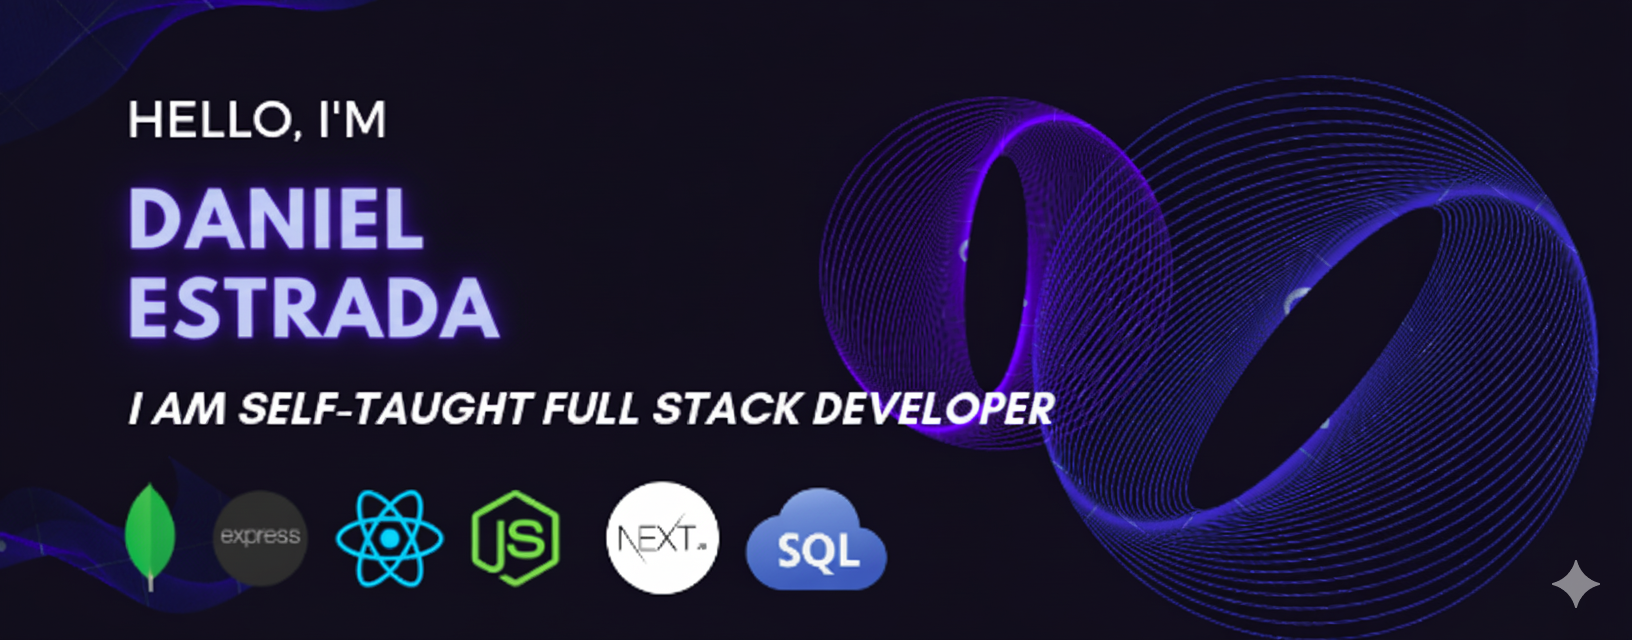 HELLO, I'M
DANIEL
ESTRADA
I AM SELF-TAUGHT FULL STACK DEVELOPER
express
JS
NEXT.JS
SQL